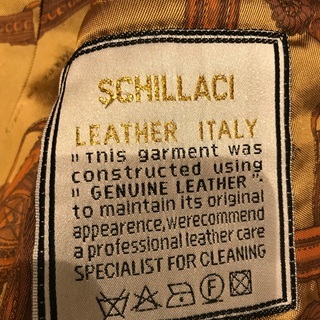 SCHILLACI
LEATHER ITALY
"This garment was
constructed using
"GENUINE LEATHER".
to maintain its original
appearence, werecommend
a professional leather care
SPECIALIST FOR CLEANING